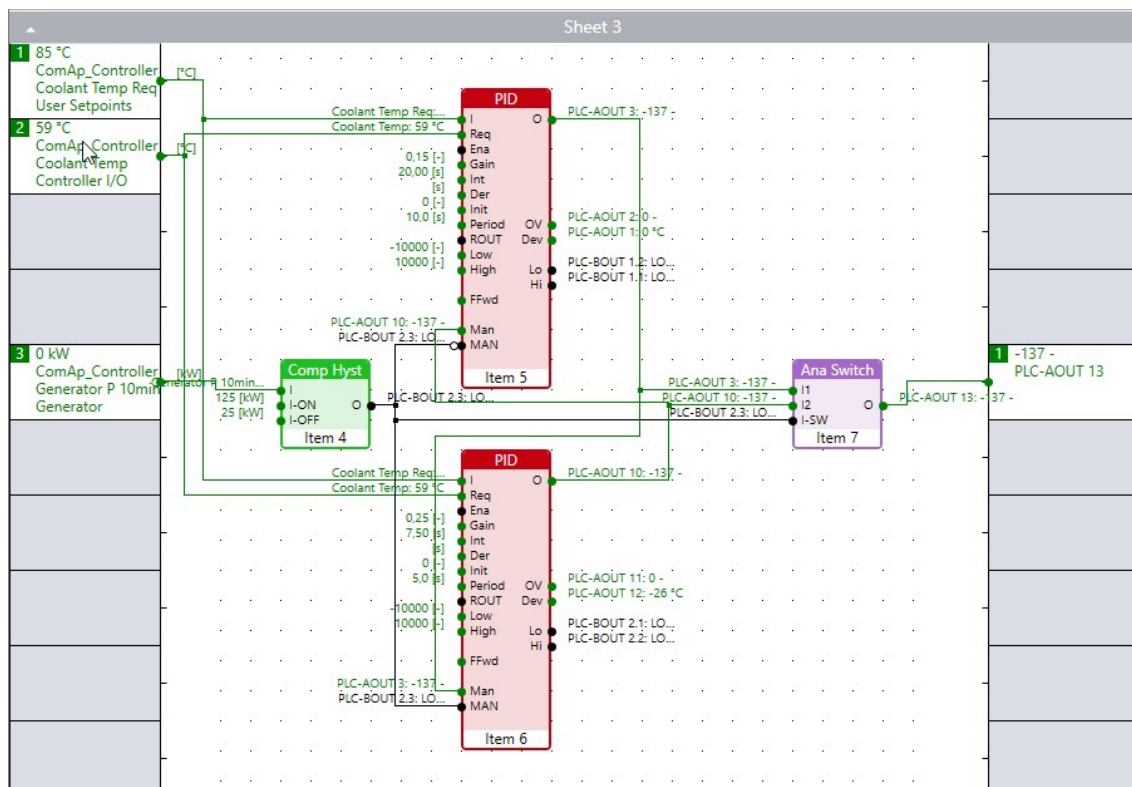 Sheet 3
1 85 °C
ComAp_Controller
Coolant Temp Req
User Setpoints
[°C]
2 59 °C
ComAp_Controller
Coolant Temp
Controller I/O
[°C]
3 0 kW
ComAp_Controller
Generator P 10min
Generator
[kW]
Generator P 10min...
125 [kW]
25 [kW]
Comp Hyst
I
I-ON O
I-OFF
Item 4
PLC-BOUT 2.3: LO...
Coolant Temp Req:...
Coolant Temp: 59 °C
0,15 [-]
20,00 [s]
[s]
0 [-]
10,0 [s]
-10000 [-]
10000 [-]
PLC-AOUT 10: -137 -
PLC-BOUT 2.3: LO...
PID
I O
Req
Ena
Gain
Int
Der
Init
Period OV
ROUT Dev
Low
High Lo
Hi
FFwd
Man
MAN
Item 5
PLC-AOUT 3: -137 -
PLC-AOUT 2: 0 -
PLC-AOUT 1: 0 °C
PLC-BOUT 1.2: LO...
PLC-BOUT 1.1: LO...
Coolant Temp Req:...
Coolant Temp: 59 °C
0,25 [-]
7,50 [s]
[s]
0 [-]
5,0 [s]
-10000 [-]
10000 [-]
PLC-AOUT 3: -137 -
PLC-BOUT 2.3: LO...
PID
I O
Req
Ena
Gain
Int
Der
Init
Period OV
ROUT Dev
Low
High Lo
Hi
FFwd
Man
MAN
Item 6
PLC-AOUT 10: -137 -
PLC-AOUT 11: 0 -
PLC-AOUT 12: -26 °C
PLC-BOUT 2.1: LO...
PLC-BOUT 2.2: LO...
PLC-AOUT 3: -137 -
PLC-AOUT 10: -137 -
PLC-BOUT 2.3: LO...
Ana Switch
I1
I2 O
I-SW
Item 7
PLC-AOUT 13: -137 -
1 -137 -
PLC-AOUT 13